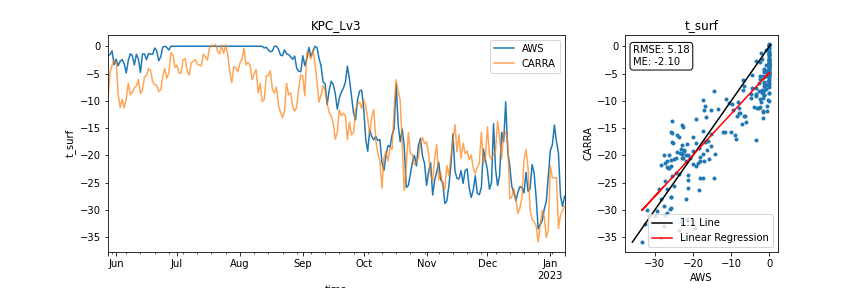 KPC_Lv3
t_surf
0
−5
−10
−15
−20
−25
−30
−35
t_surf
AWS
CARRA
Jun
Jul
Aug
Sep
Oct
Nov
Dec
Jan
2023
time
t_surf
RMSE: 5.18
ME: -2.10
0
−5
−10
−15
−20
−25
−30
−35
CARRA
1:1 Line
Linear Regression
−30
−20
−10
0
AWS